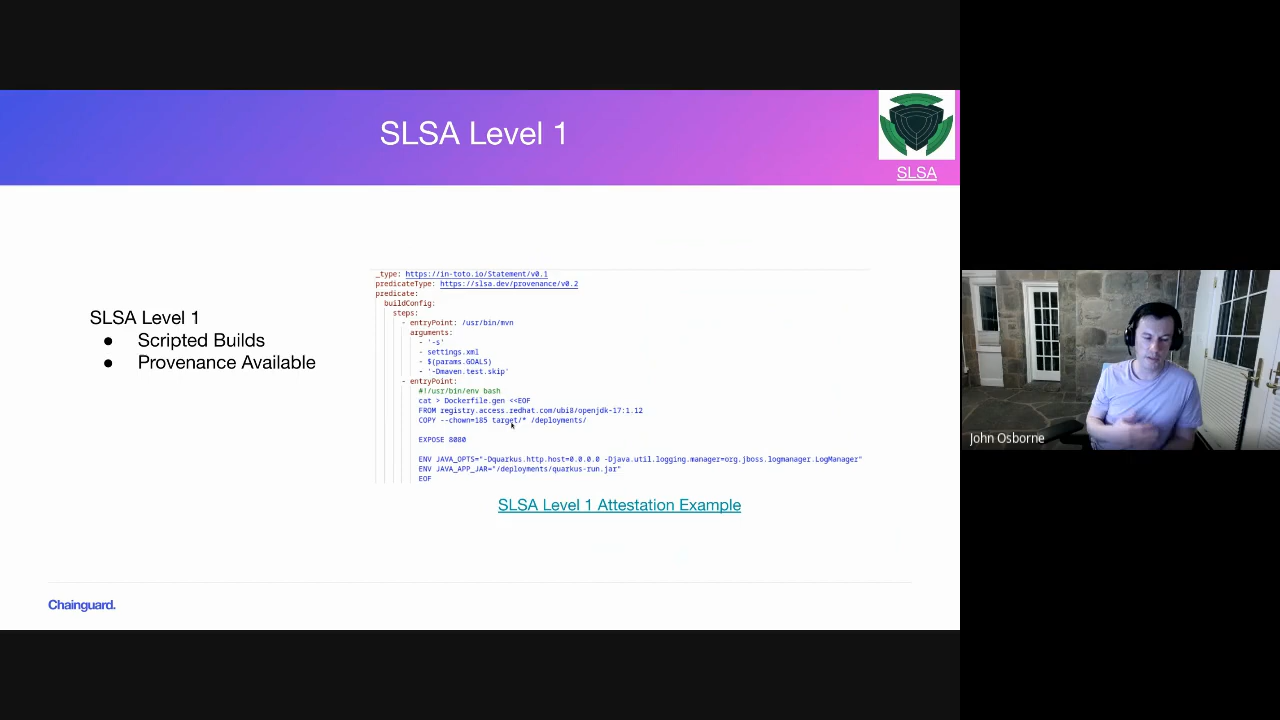 SLSA Level 1
SLSA
SLSA Level 1
● Scripted Builds
● Provenance Available
_type: https://in-toto.io/Statement/v0.1
predicateType: https://slsa.dev/provenance/v0.2
predicate:
buildConfig:
steps:
- entryPoint: /usr/bin/mvn
arguments:
- '-s'
- settings.xml
- $(params.GOALS)
- '-Dmaven.test.skip'
- entryPoint:
#!/usr/bin/env bash
cat > Dockerfile.gen <<EOF
FROM registry.access.redhat.com/ubi8/openjdk-17:1.12
COPY --chown=185 target/* /deployments/
EXPOSE 8080
ENV JAVA_OPTS="-Dquarkus.http.host=0.0.0.0 -Djava.util.logging.manager=org.jboss.logmanager.LogManager"
ENV JAVA_APP_JAR="/deployments/quarkus-run.jar"
EOF
SLSA Level 1 Attestation Example
Chainguard.
John Osborne